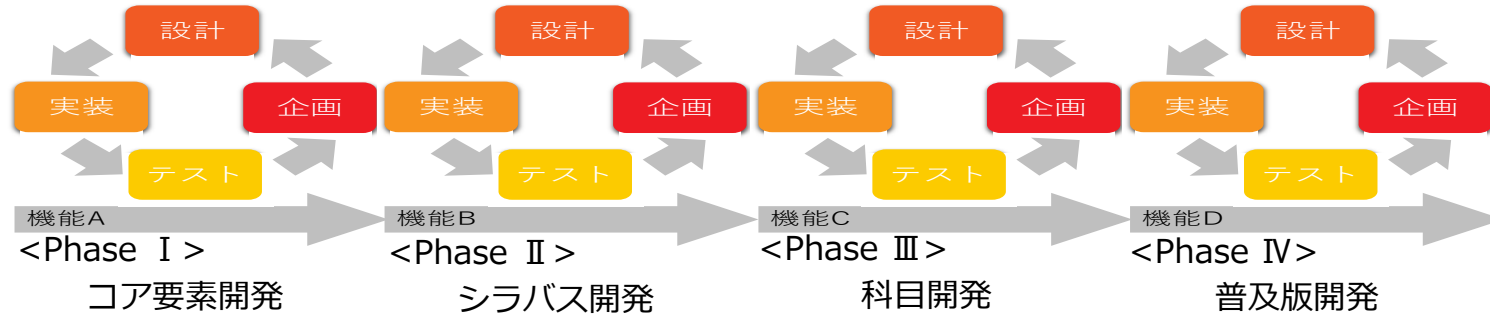 設計
実装
企画
テスト
機能A
<Phase Ⅰ>
コア要素開発
設計
実装
企画
テスト
機能B
<Phase Ⅱ>
シラバス開発
設計
実装
企画
テスト
機能C
<Phase Ⅲ>
科目開発
設計
実装
企画
テスト
機能D
<Phase Ⅳ>
普及版開発